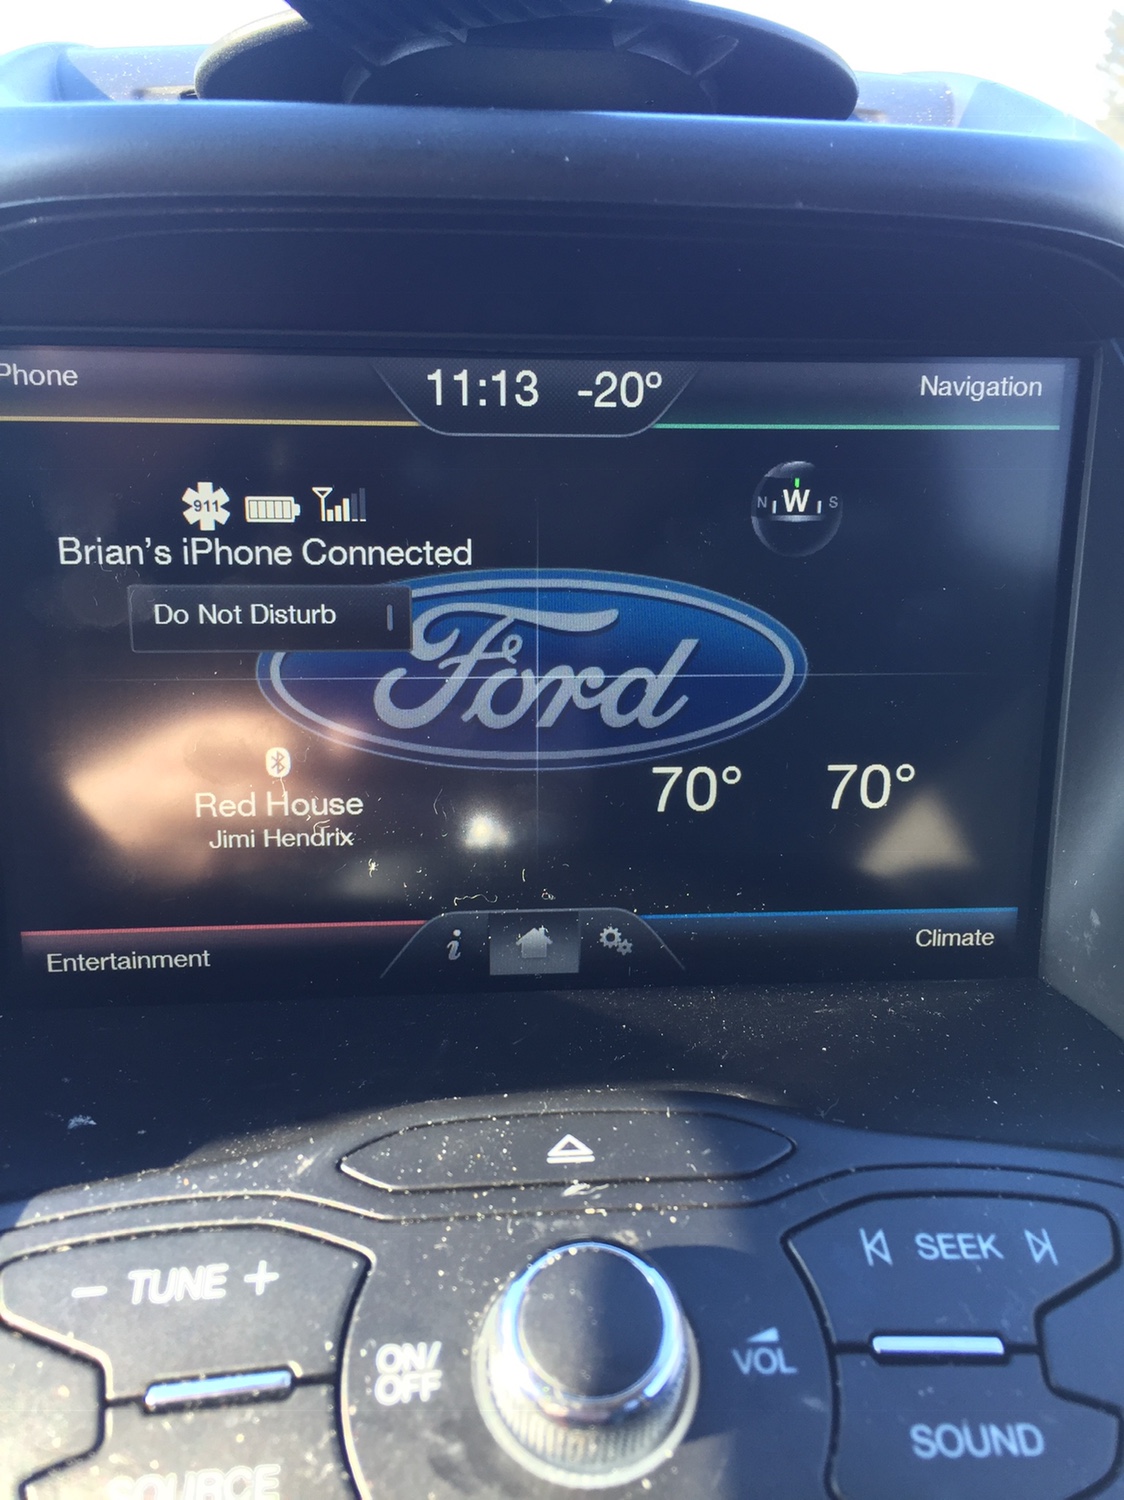 Phone
11:13 -20°
Navigation
911
N W S
Brian's iPhone Connected
Do Not Disturb
Ford
Red House
Jimi Hendrix
70° 70°
Entertainment
i
Climate
- TUNE +
SEEK
ON/
OFF
VOL
SOUND
SOURCE